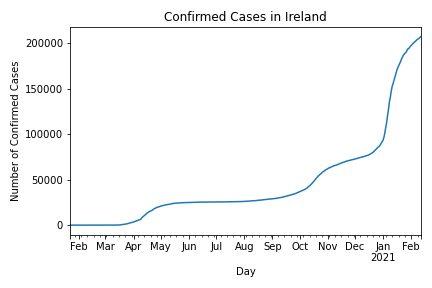 Confirmed Cases in Ireland
Number of Confirmed Cases
200000
150000
100000
50000
0
Feb Mar Apr May Jun Jul Aug Sep Oct Nov Dec Jan Feb
2021
Day